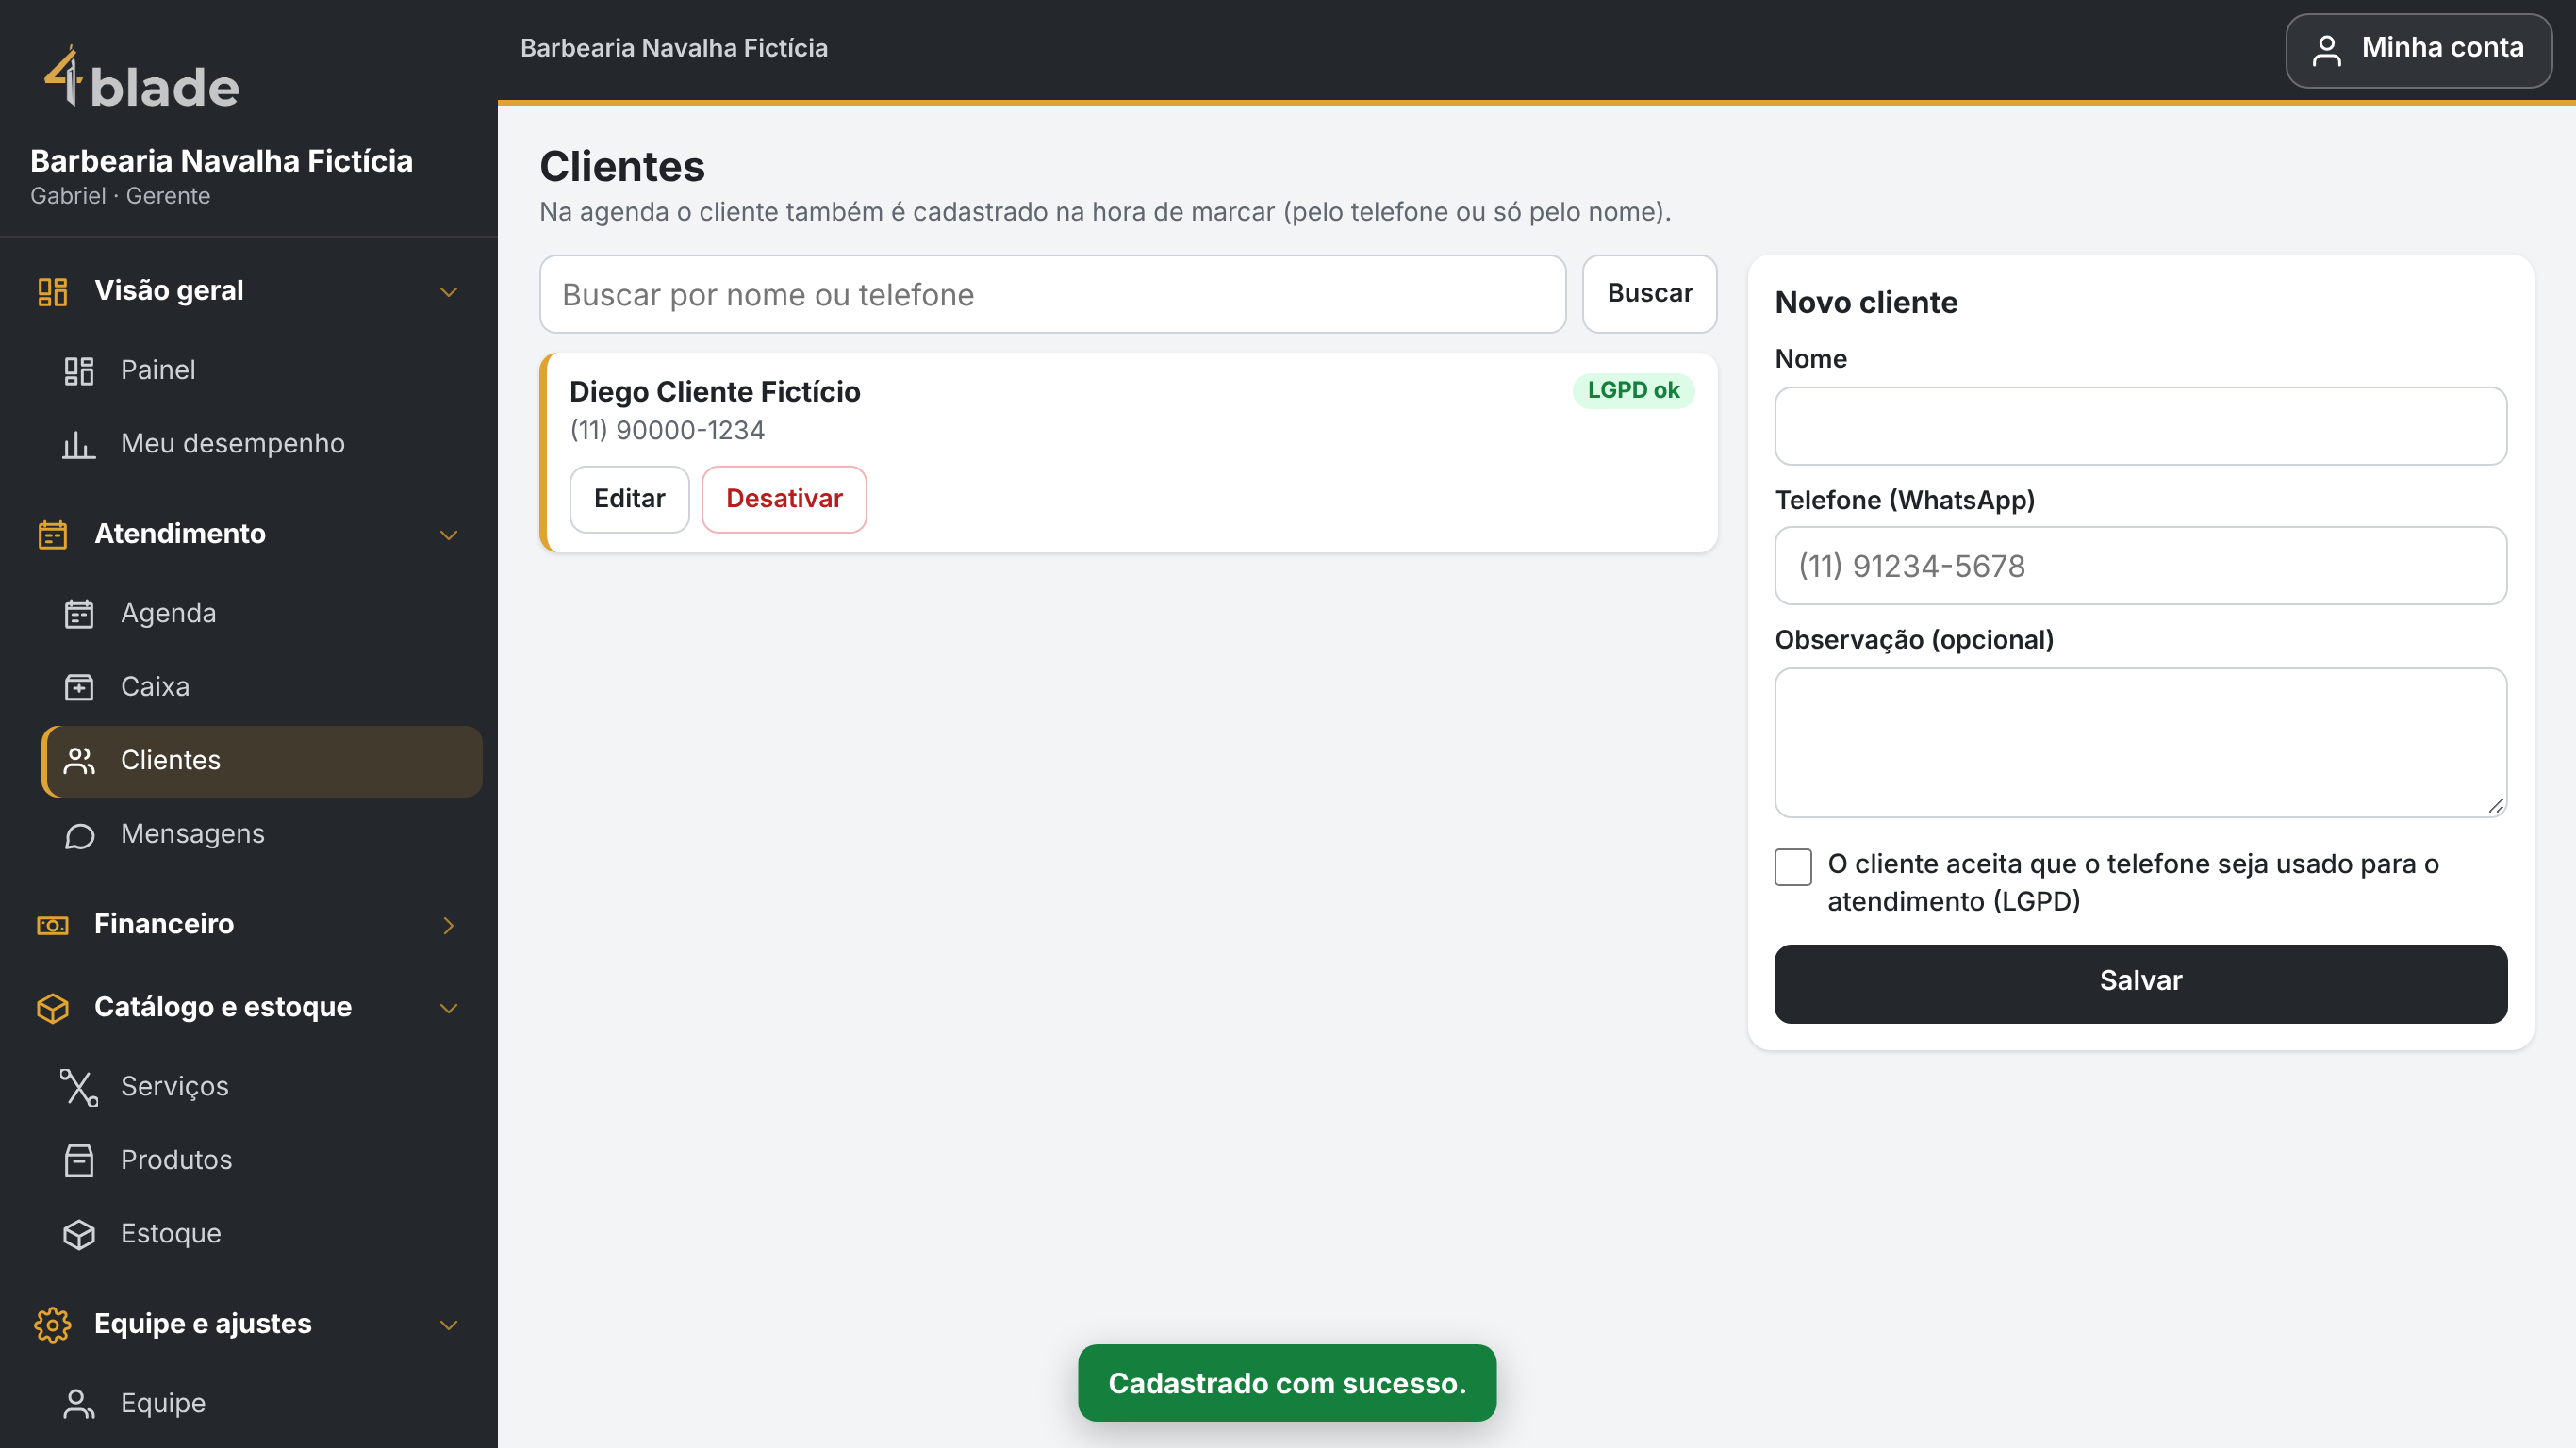 4blade
Barbearia Navalha Fictícia
Gabriel · Gerente
Visão geral
Painel
Meu desempenho
Atendimento
Agenda
Caixa
Clientes
Mensagens
Financeiro
Catálogo e estoque
Serviços
Produtos
Estoque
Equipe e ajustes
Equipe
Barbearia Navalha Fictícia
Minha conta
Clientes
Na agenda o cliente também é cadastrado na hora de marcar (pelo telefone ou só pelo nome).
Buscar por nome ou telefone
Buscar
Diego Cliente Fictício
LGPD ok
(11) 90000-1234
Editar
Desativar
Novo cliente
Nome
Telefone (WhatsApp)
(11) 91234-5678
Observação (opcional)
O cliente aceita que o telefone seja usado para o
atendimento (LGPD)
Salvar
Cadastrado com sucesso.